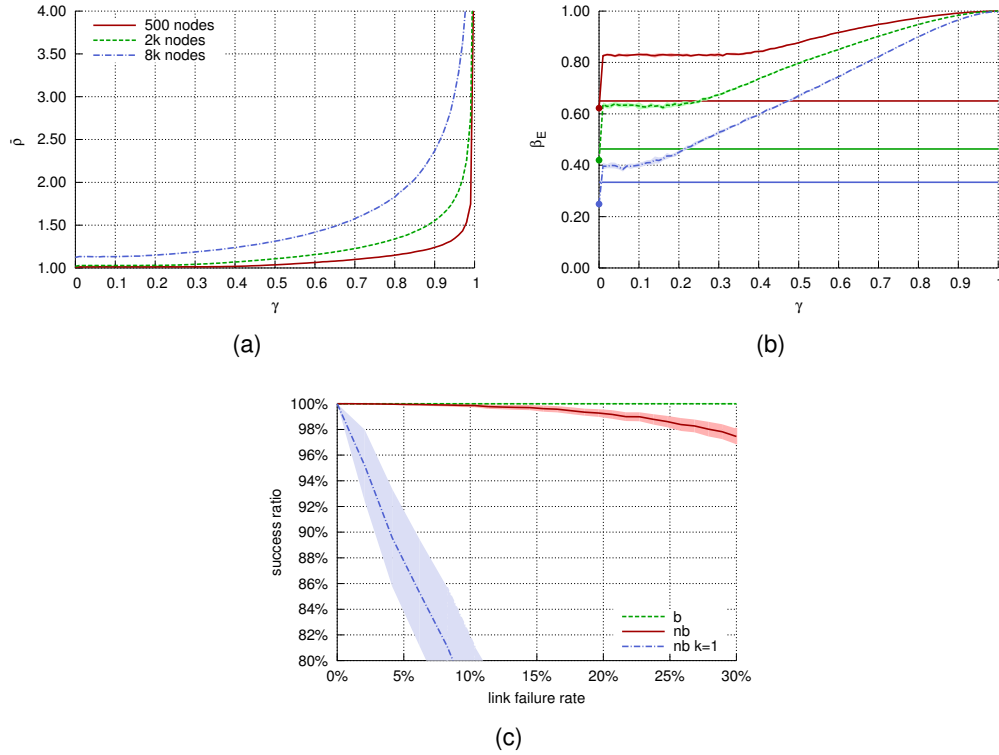 4.00
3.50
3.00
2.50
2.00
1.50
1.00
ρ̄
500 nodes
2k nodes
8k nodes
0 0.1 0.2 0.3 0.4 0.5 0.6 0.7 0.8 0.9 1
γ
(a)
1.00
0.80
0.60
0.40
0.20
0.00
βE
0 0.1 0.2 0.3 0.4 0.5 0.6 0.7 0.8 0.9 1
γ
(b)
100%
98%
96%
94%
92%
90%
88%
86%
84%
82%
80%
success ratio
b
nb
nb k=1
0% 5% 10% 15% 20% 25% 30%
link failure rate
(c)